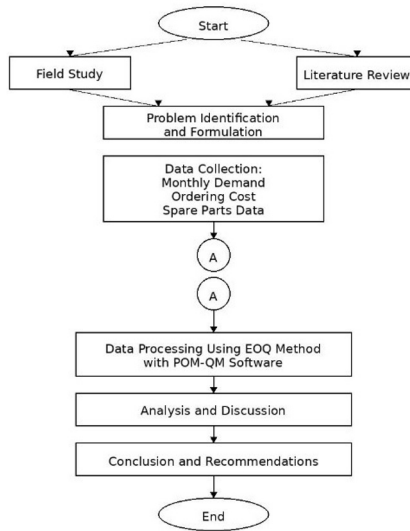 Start
Field Study
Literature Review
Problem Identification
and Formulation
Data Collection:
Monthly Demand
Ordering Cost
Spare Parts Data
A
A
Data Processing Using EOQ Method
with POM-QM Software
Analysis and Discussion
Conclusion and Recommendations
End